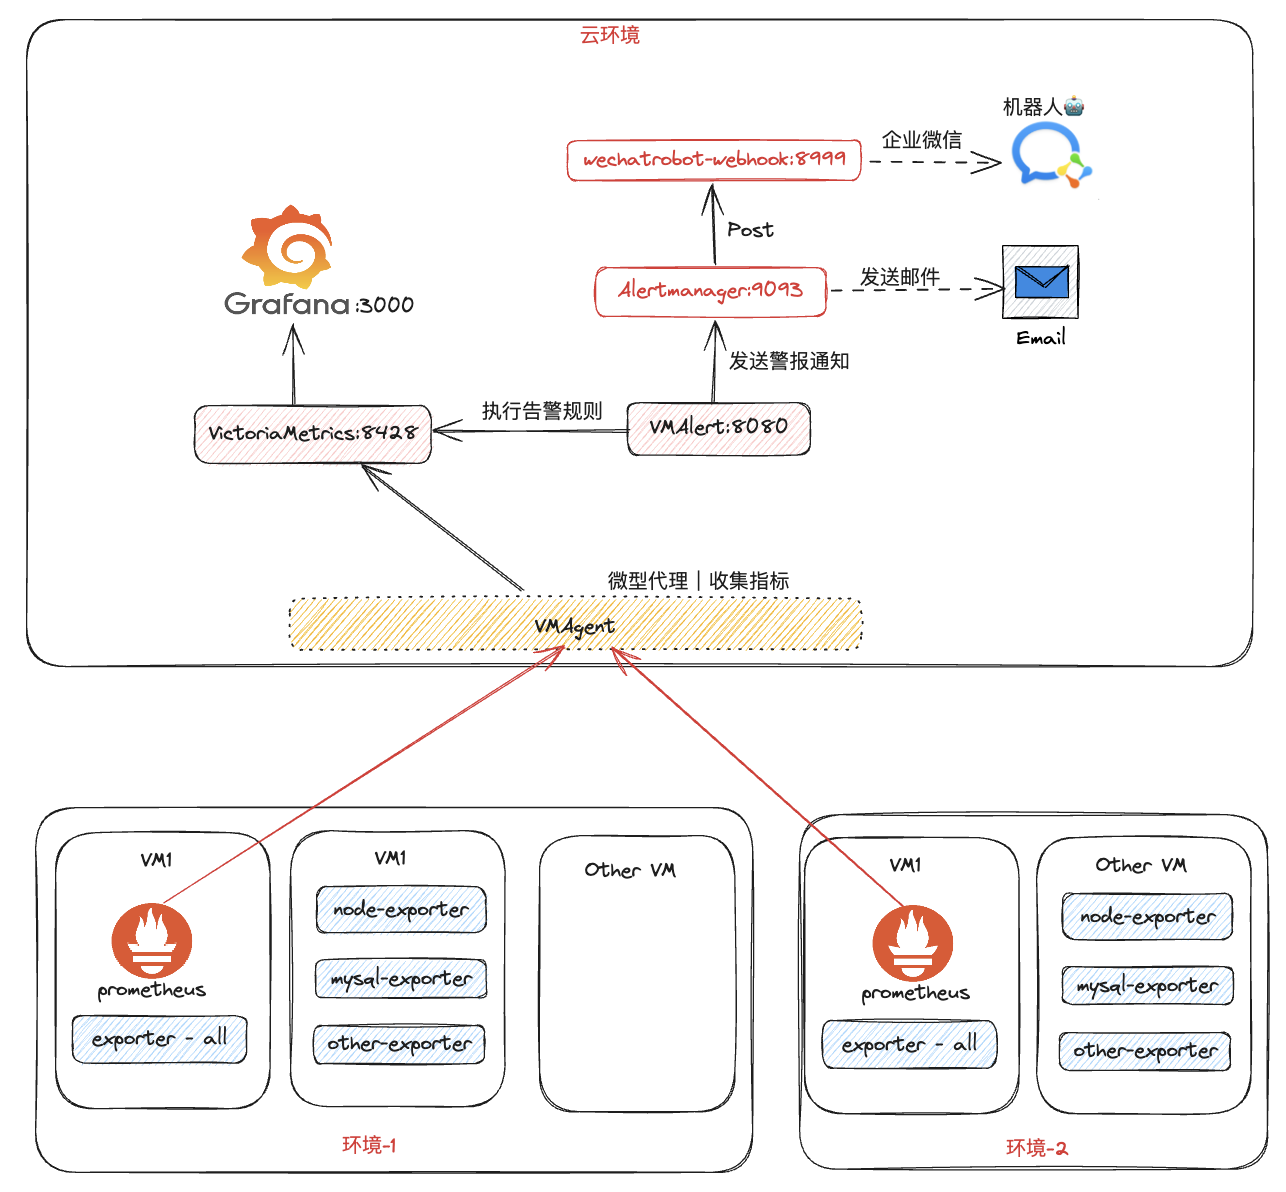 云环境
机器人
企业微信
wechatrobot-webhook:8999
Post
Grafana :3000
Alertmanager:9093
发送邮件
Email
发送警报通知
VictoriaMetrics:8428
执行告警规则
VMAlert:8080
微型代理｜收集指标
VMAgent
VM1
prometheus
exporter - all
VM1
node-exporter
mysql-exporter
other-exporter
Other VM
环境-1
VM1
prometheus
exporter - all
Other VM
node-exporter
mysql-exporter
other-exporter
环境-2